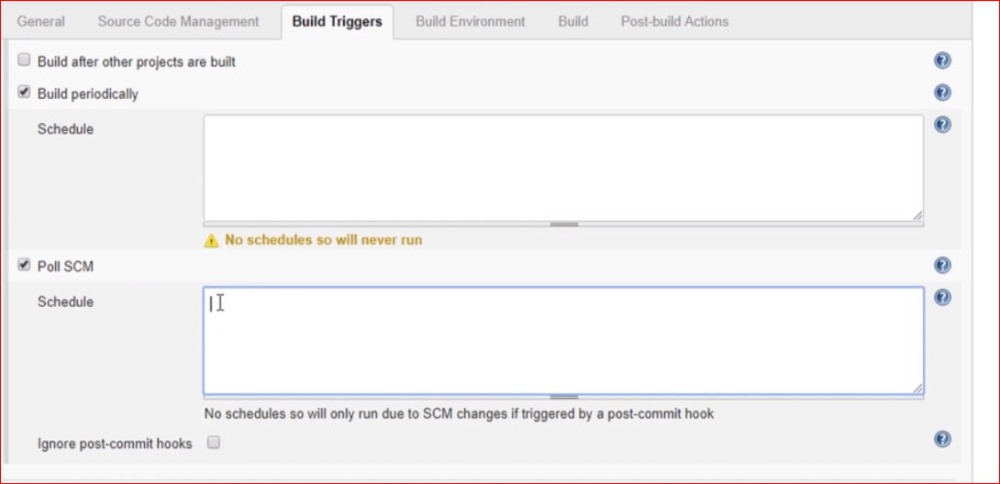 General Source Code Management Build Triggers Build Environment Build Post-build Actions
Build after other projects are built
Build periodically
Schedule
No schedules so will never run
Poll SCM
Schedule
No schedules so will only run due to SCM changes if triggered by a post-commit hook
Ignore post-commit hooks